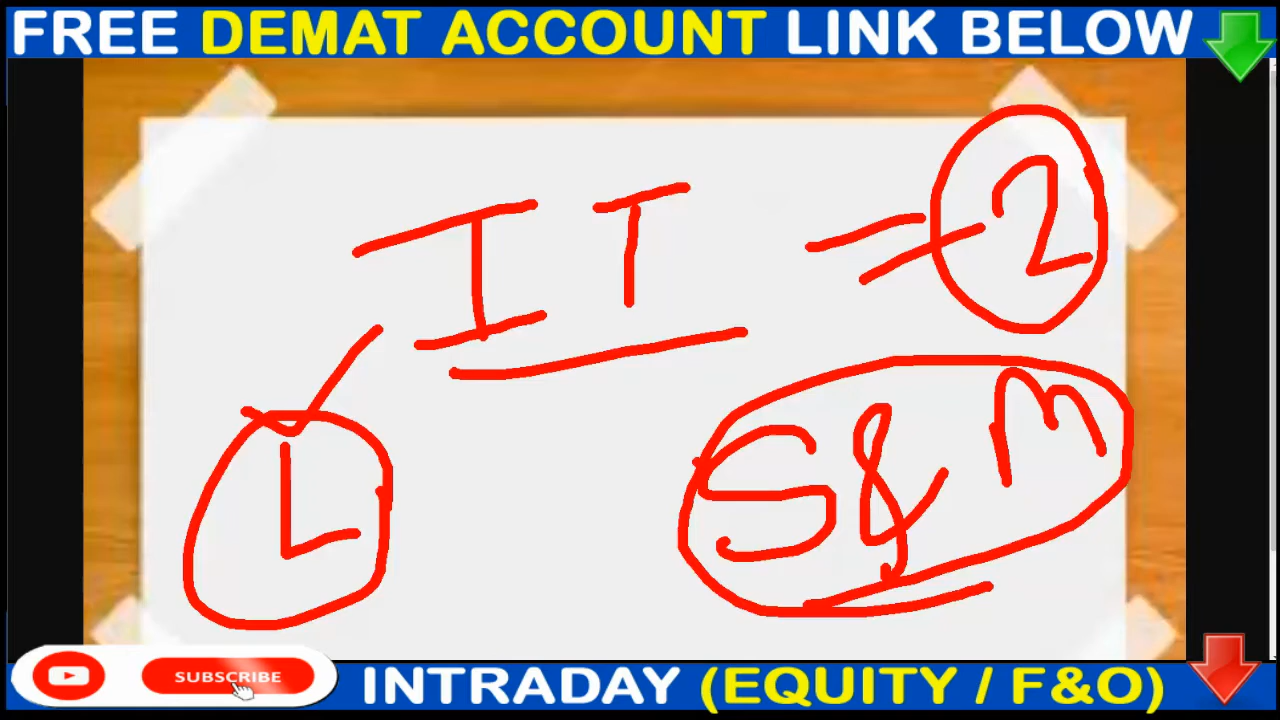 FREE DEMAT ACCOUNT LINK BELOW
IT = 2
L S & M
SUBSCRIBE
INTRADAY (EQUITY / F&O)